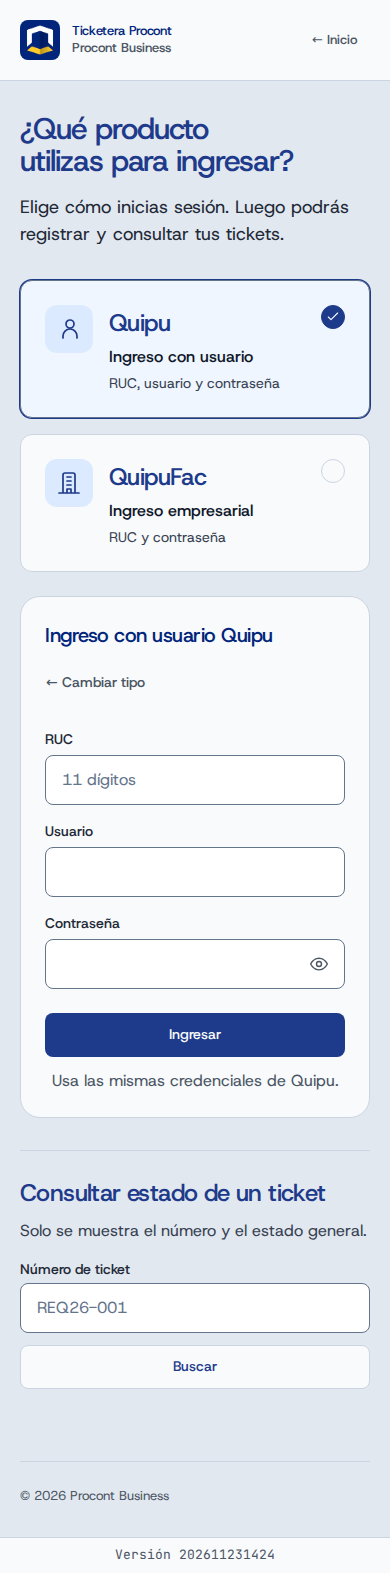 Ticketera Procont
Procont Business
← Inicio
¿Qué producto
utilizas para ingresar?
Elige cómo inicias sesión. Luego podrás
registrar y consultar tus tickets.
Quipu
Ingreso con usuario
RUC, usuario y contraseña
QuipuFac
Ingreso empresarial
RUC y contraseña
Ingreso con usuario Quipu
← Cambiar tipo
RUC
11 dígitos
Usuario
Contraseña
Ingresar
Usa las mismas credenciales de Quipu.
Consultar estado de un ticket
Solo se muestra el número y el estado general.
Número de ticket
REQ26-001
Buscar
© 2026 Procont Business
Versión 202611231424